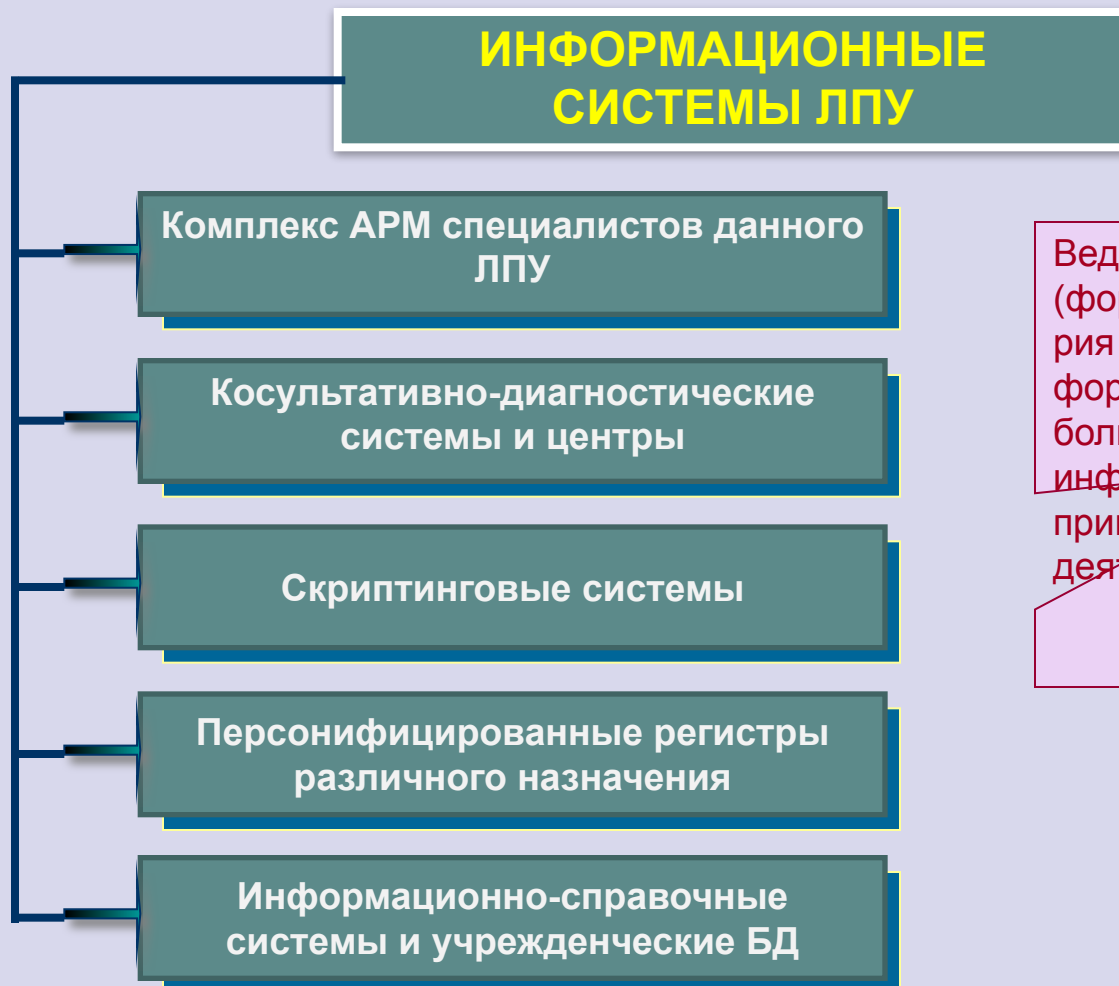 ИНФОРМАЦИОННЫЕ
СИСТЕМЫ ЛПУ
Комплекс АРМ специалистов данного
ЛПУ
Косультативно-диагностические
системы и центры
Скриптинговые системы
Персонифицированные регистры
различного назначения
Информационно-справочные
системы и учрежденческие БД
рия